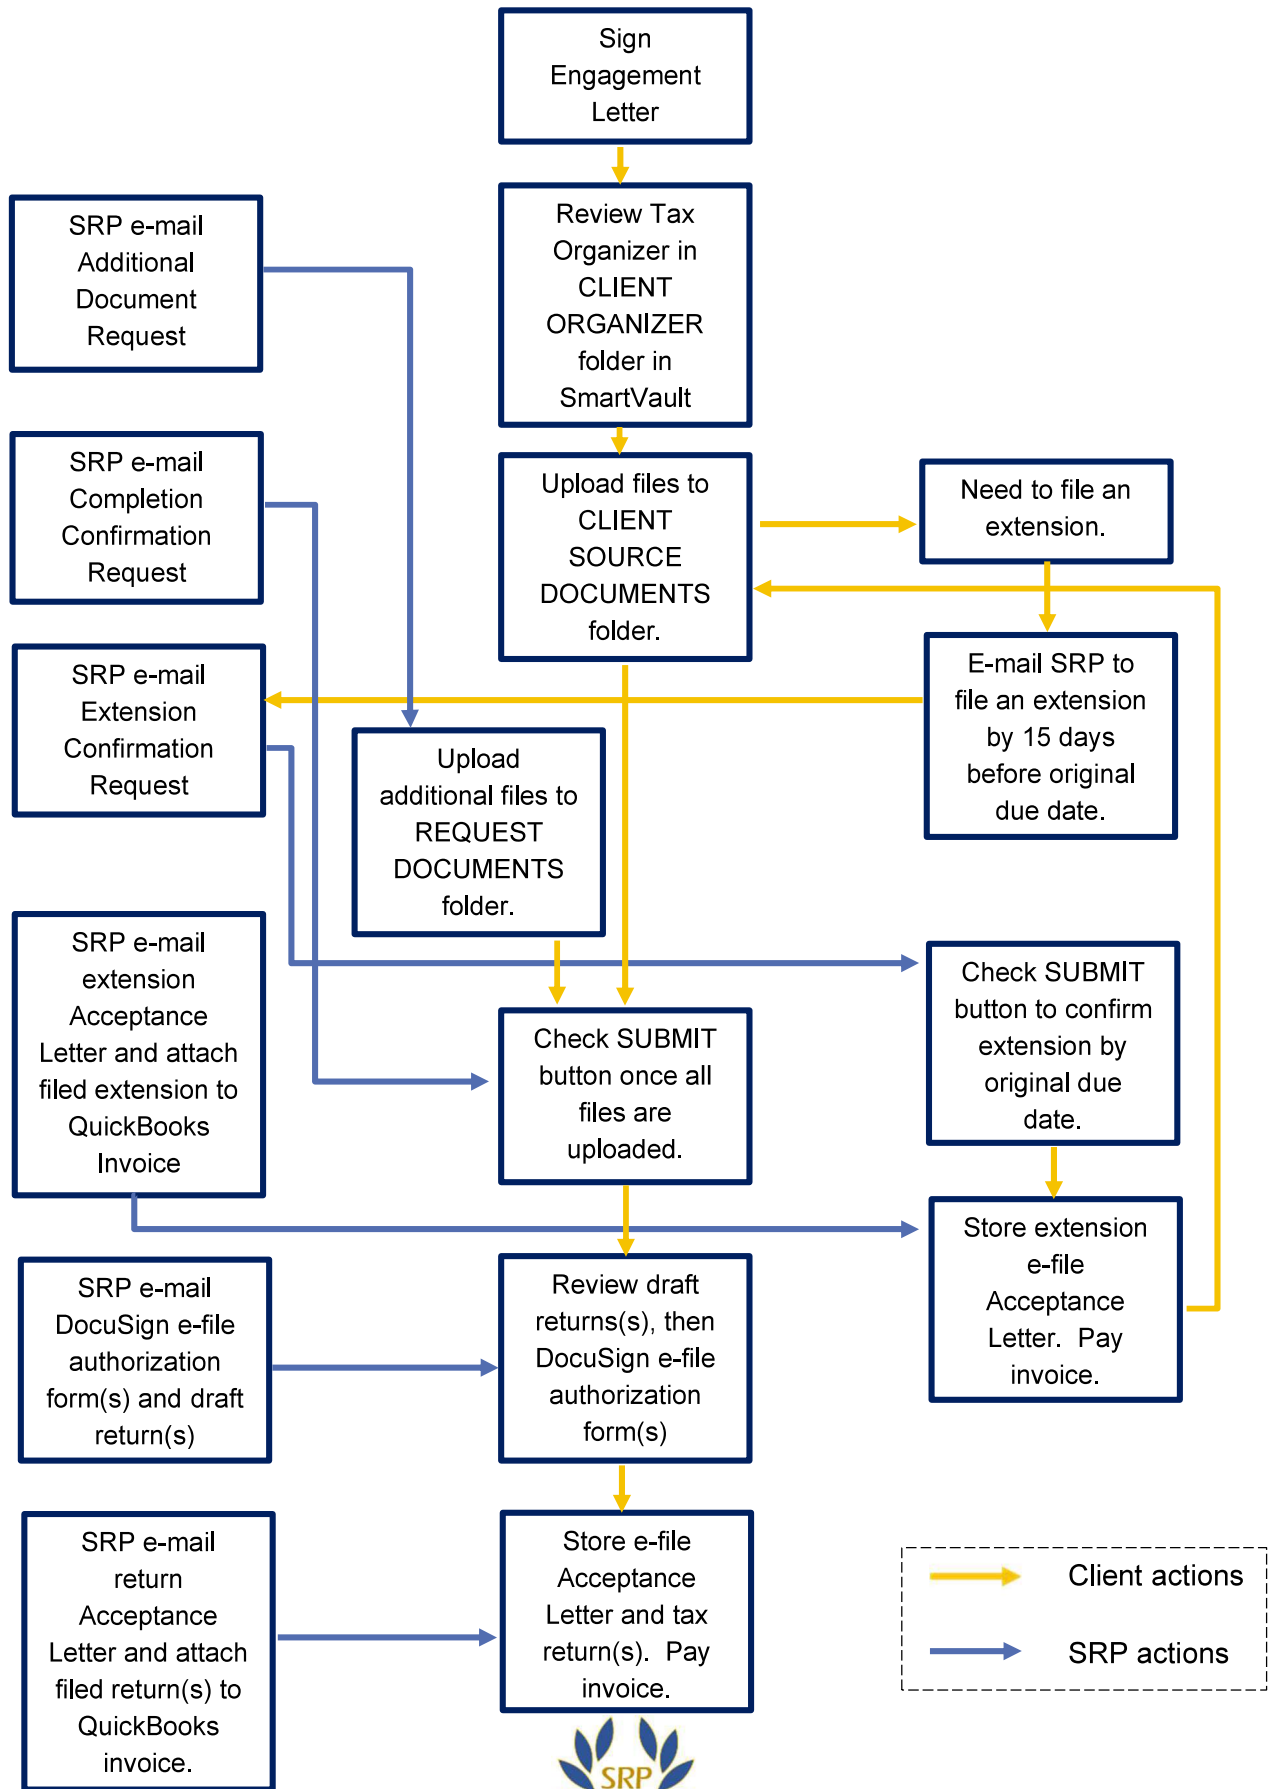 Sign
Engagement
Letter
SRP e-mail
Additional
Document
Request
Review Tax
Organizer in
CLIENT
ORGANIZER
folder in
SmartVault
SRP e-mail
Completion
Confirmation
Request
Upload files to
CLIENT
SOURCE
DOCUMENTS
folder.
Need to file an
extension.
SRP e-mail
Extension
Confirmation
Request
E-mail SRP to
file an extension
by 15 days
before original
due date.
Upload
additional files to
REQUEST
DOCUMENTS
folder.
SRP e-mail
extension
Acceptance
Letter and attach
filed extension to
QuickBooks
Invoice
Check SUBMIT
button to confirm
extension by
original due
date.
Check SUBMIT
button once all
files are
uploaded.
Store extension
e-file
Acceptance
Letter.  Pay
invoice.
SRP e-mail
DocuSign e-file
authorization
form(s) and draft
return(s)
Review draft
returns(s), then
DocuSign e-file
authorization
form(s)
SRP e-mail
return
Acceptance
Letter and attach
filed return(s) to
QuickBooks
invoice.
Store e-file
Acceptance
Letter and tax
return(s).  Pay
invoice.
Client actions
SRP actions
SRP